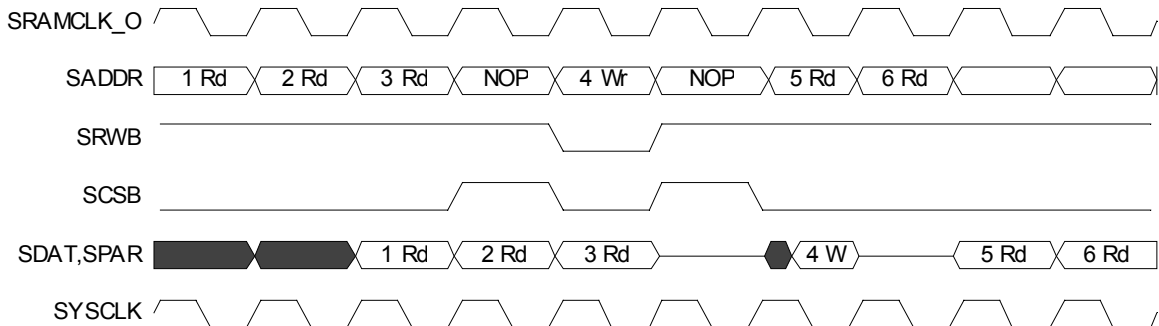 SRAMCLK_O
SADDR 1 Rd 2 Rd 3 Rd NOP 4 Wr NOP 5 Rd 6 Rd
SRWB
SCSB
SDAT,SPAR 1 Rd 2 Rd 3 Rd 4 W 5 Rd 6 Rd
SYSCLK